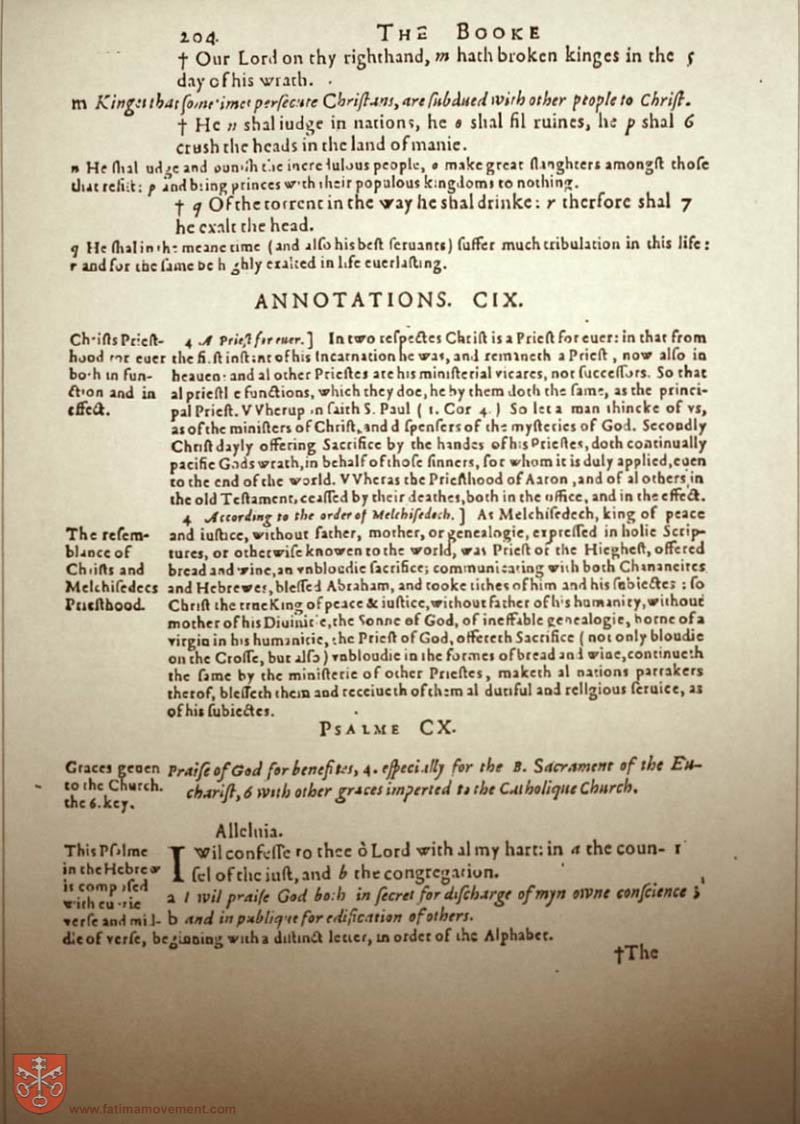 204. THE BOOKE
† Our Lord on thy righthand, m hath broken kinges in the 5
day of his wrath.
m Kinges that sometimes persecute Chriſtians, are ſubdued with other people to Chriſt.
† He n shal iudge in nations, he o shal fil ruines, he p shal 6
crush the heads in the land of manie.
n He ſhal iudge and punish the incredulous people, o make great ſlaughters amongſt thoſe
that reſiſt: p and bring princes with their populous kingdoms to nothing.
† q Of the torrent in the way he shal drinke: r therfore shal 7
he exalt the head.
q He ſhal in the meane time (and alſo his beſt ſeruants) ſuffer much tribulation in this life:
r and for the ſame be highly exalted in life euerlaſting.
ANNOTATIONS. CIX.
Chriſts Prieſt-
hood for euer
both in fun-
ction and in
effect.
4 A Prieſt for euer.] In two reſpectes Chriſt is a Prieſt for euer: in that from
the firſt inſtant of his Incarnation he was, and remaineth a Prieſt, now alſo in
heauen: and al other Prieſtes are his miniſterial vicares, not ſucceſſors. So that
al prieſtlie functions, which they doe, he by them doth the ſame, as the princi-
pal Prieſt. VVherupon ſaith S. Paul (1. Cor 4.) So let a man thincke of vs,
as of the miniſters of Chriſt, and diſpenſers of the myſteries of God. Secondly
Chriſt dayly offering Sacrifice by the handes of his Prieſtes, doth continually
pacifie Gods wrath, in behalf of thoſe ſinners, for whom it is duly applied, euen
to the end of the world. VVheras the Prieſthood of Aaron, and of al others in
the old Teſtament, ceaſſed by their deathes, both in the office, and in the effect.
The reſem-
blance of
Chriſts and
Melchiſedecs
Prieſthood.
4 According to the order of Melchiſedech.] As Melchiſedech, king of peace
and iuſtice, without father, mother, or genealogie, expreſſed in holie Scrip-
tures, or otherwiſe knowen to the world, was Prieſt of the Hiegheſt, offered
bread and wine, an vnbloudie ſacrifice; communicating with both Chananeites
and Hebrewes, bleſſed Abraham, and tooke tithes of him and his ſubiectes: ſo
Chriſt the true King of peace & iuſtice, without father of his humanity, without
mother of his Diuinitie, the Sonne of God, of ineffable genealogie, borne of a
virgin in his humanitie, the Prieſt of God, offereth Sacrifice (not only bloudie
on the Croſſe, but alſo) vnbloudie in the formes of bread and wine, continueth
the ſame by the miniſterie of other Prieſtes, maketh al nations partakers
therof, bleſſeth them and receiueth of them al dutiful and religious ſeruice, as
of his ſubiectes.
PSALME CX.
Graces geuen
to the Church.
the 6. key.
Praiſe of God for benefites, 4. eſpecially for the B. Sacrament of the Eu-
chariſt, 6 with other graces imperted to the Catholique Church.
Alleluia.
This Pſalme
in the Hebrew
is compoſed
with euerie
verſe and mid-
dle of verſe, beginning with a diſtinct letter, in order of the Alphabet.
I wil confeſſe to thee ô Lord with al my hart: in a the coun- 1
ſel of the iuſt, and b the congregation.
a I wil praiſe God both in ſecret for diſcharge of myn owne conſcience;
b and in publique for edification of others.
†The
www.fatimamovement.com